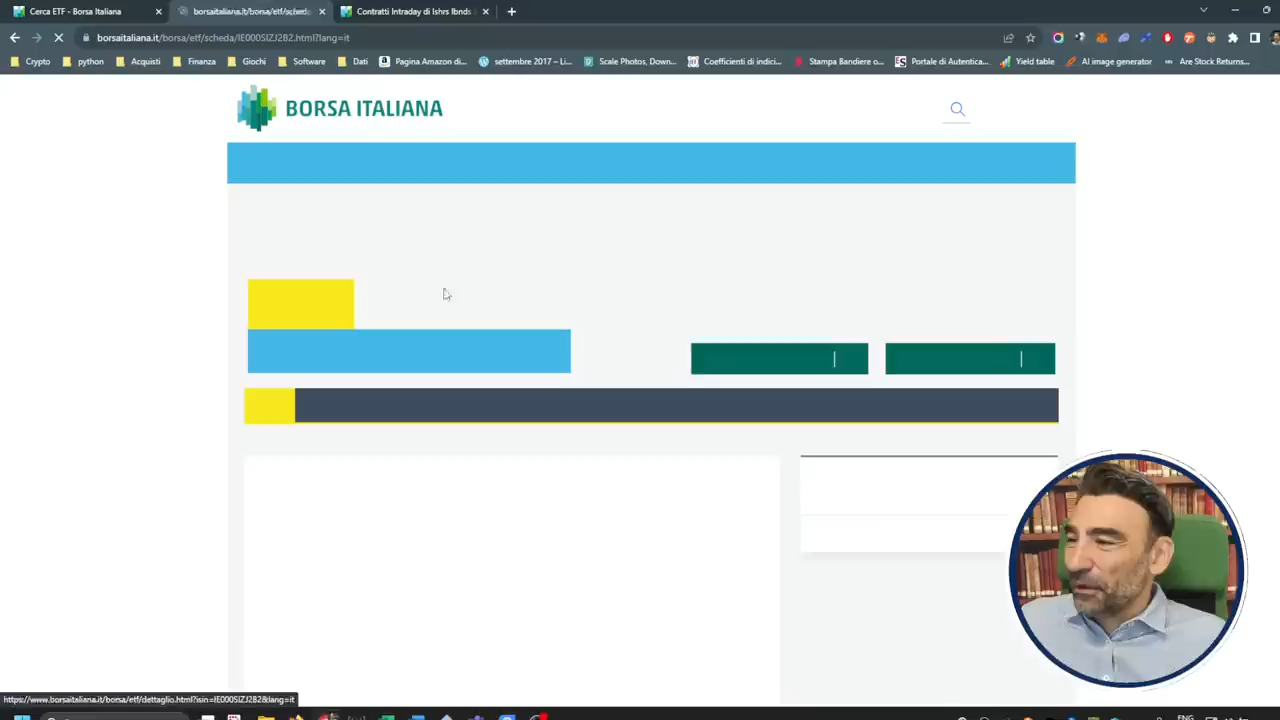 Cerca ETF - Borsa Italiana
borsaitaliana.it/borsa/etf/sched
Contratti Intraday di Ishrs Ibnds
borsaitaliana.it/borsa/etf/scheda/IE000SIZJ2B2.html?lang=it
Crypto
python
Acquisti
Finanza
Giochi
Software
Dati
Pagina Amazon di...
settembre 2017 – Li...
Scale Photos, Down...
Coefficienti di indici...
Stampa Bandiere o...
Portale di Autentica...
Yield table
AI image generator
Are Stock Returns...
BORSA ITALIANA
https://www.borsaitaliana.it/borsa/etf/dettaglio.html?isin=IE000SIZJ2B2&lang=it